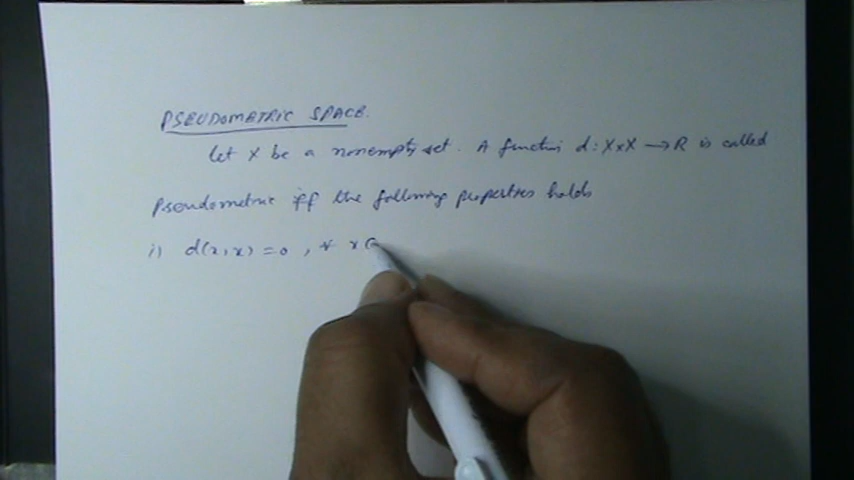 PSEUDOMETRIC SPACE.
Let X be a nonempty set. A function d: X×X → R is called
Pseudometric iff the following properties holds
i) d(x,x) = 0, ∀ x ∈